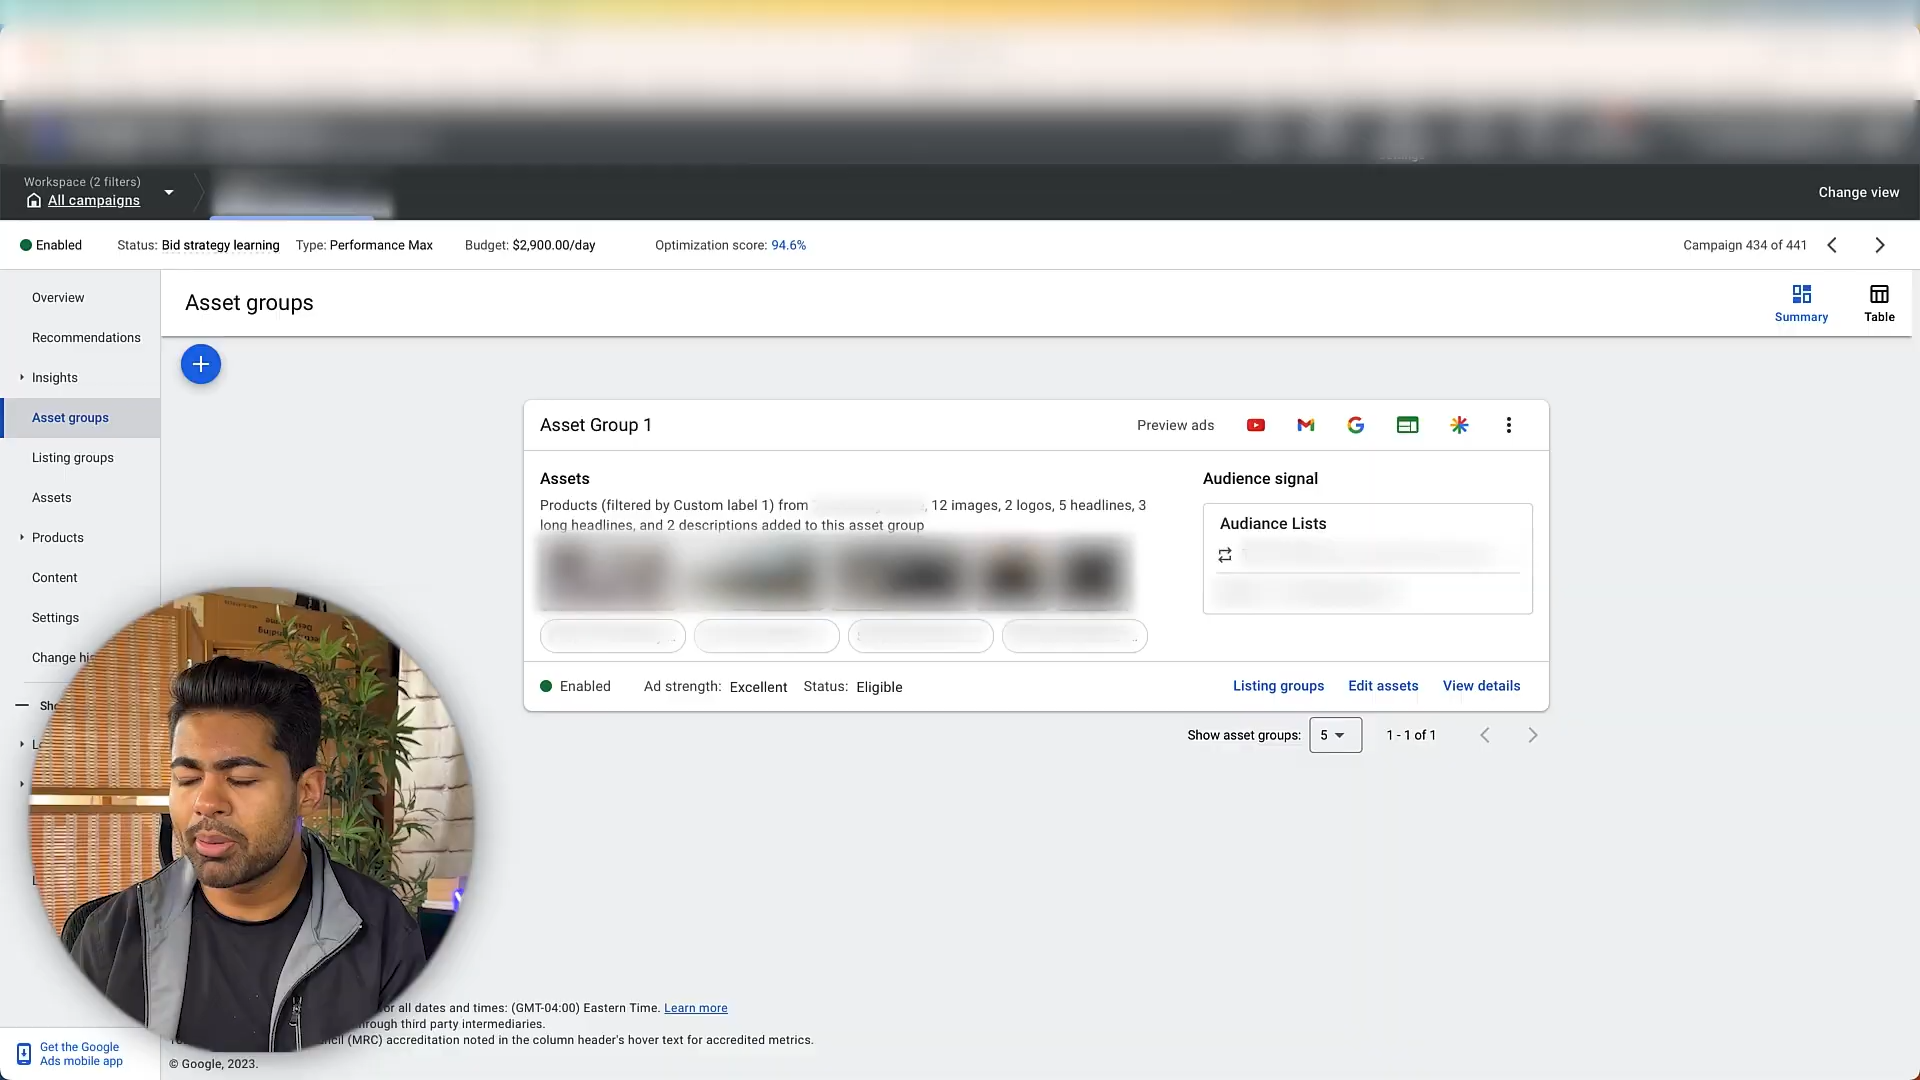 Workspace (2 filters)
All campaigns
Change view
Enabled
Status: Bid strategy learning
Type: Performance Max
Budget: $2,900.00/day
Optimization score: 94.6%
Campaign 434 of 441
Overview
Recommendations
Insights
Asset groups
Listing groups
Assets
Products
Content
Settings
Change
Asset groups
Summary
Table
Asset Group 1
Preview ads
Assets
Products (filtered by Custom label 1) from , 12 images, 2 logos, 5 headlines, 3
long headlines, and 2 descriptions added to this asset group
Audience signal
Audiance Lists
Enabled
Ad strength: Excellent
Status: Eligible
Listing groups
Edit assets
View details
Show asset groups: 5
1 - 1 of 1
for all dates and times: (GMT-04:00) Eastern Time. Learn more
through third party intermediaries.
(MRC) accreditation noted in the column header's hover text for accredited metrics.
© Google, 2023.
Get the Google
Ads mobile app